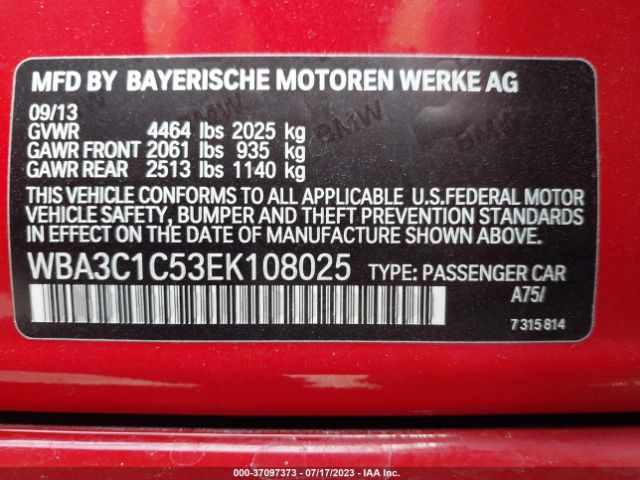 MFD BY BAYERISCHE MOTOREN WERKE AG
09/13
GVWR 4464 lbs 2025 kg
GAWR FRONT 2061 lbs 935 kg
GAWR REAR 2513 lbs 1140 kg
THIS VEHICLE CONFORMS TO ALL APPLICABLE U.S.FEDERAL MOTOR
VEHICLE SAFETY, BUMPER AND THEFT PREVENTION STANDARDS
IN EFFECT ON THE DATE OF MANUFACTURE SHOWN ABOVE.
WBA3C1C53EK108025 TYPE: PASSENGER CAR
A75/
7315814
BMW
BMW
000-37097373 - 07/17/2023 - IAA Inc.